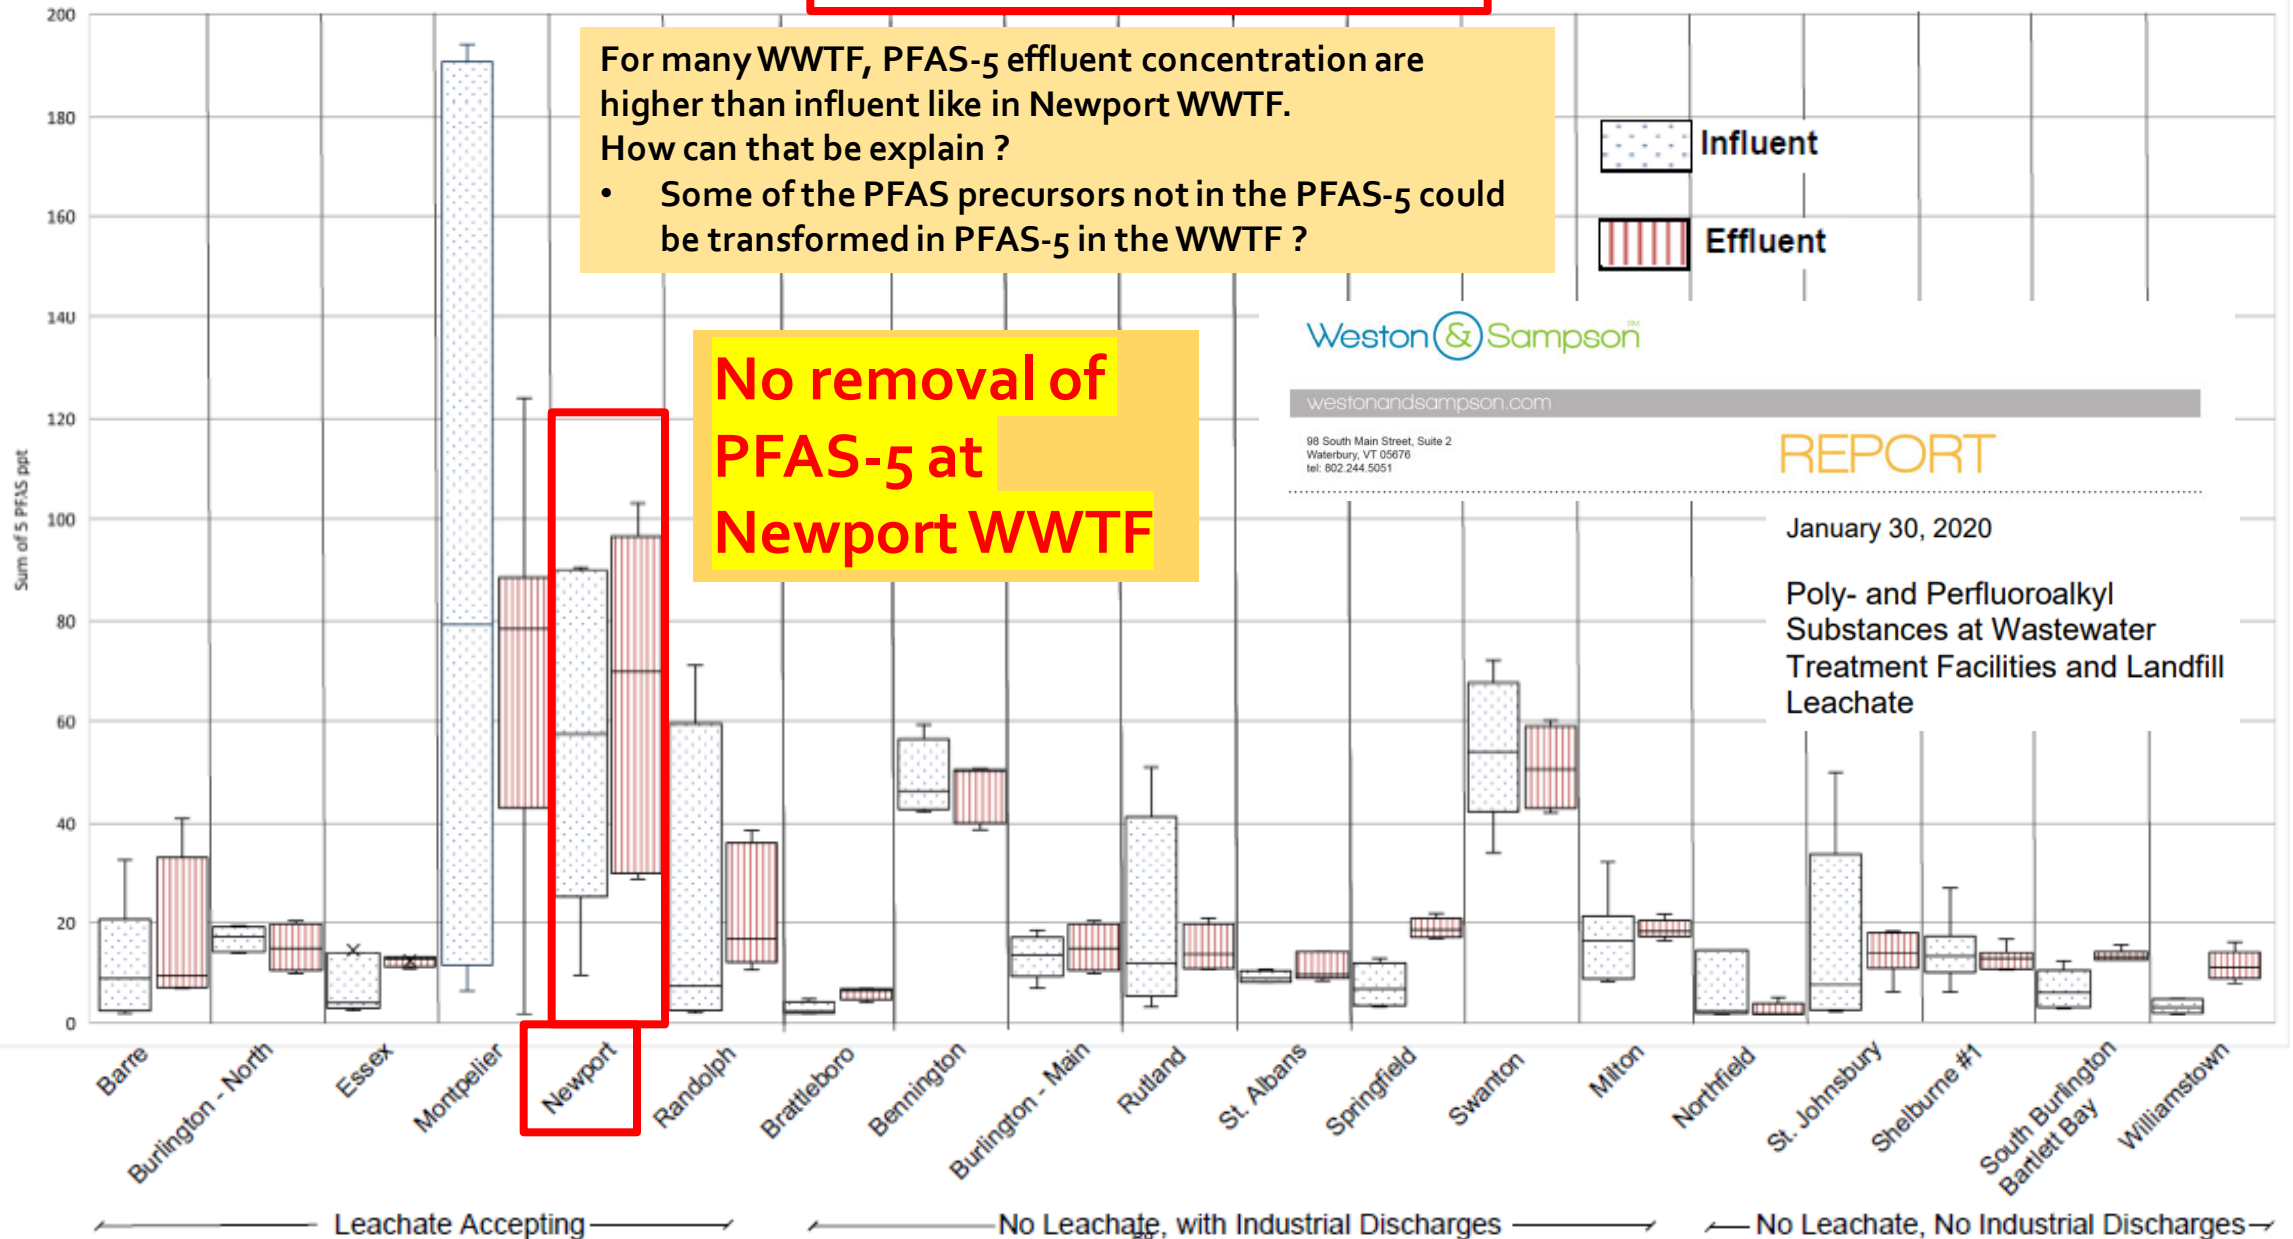 200
180
160
140
120
100
80
60
40
20
0
Sum of 5 PFAS ppt
For many WWTF, PFAS-5 effluent concentration are
higher than influent like in Newport WWTF.
How can that be explain ?
• Some of the PFAS precursors not in the PFAS-5 could
be transformed in PFAS-5 in the WWTF ?
Influent
Effluent
No removal of
PFAS-5 at
Newport WWTF
Weston & Sampson SM
westonandsampson.com
98 South Main Street, Suite 2
Waterbury, VT 05676
tel: 802.244.5051
REPORT
January 30, 2020
Poly- and Perfluoroalkyl
Substances at Wastewater
Treatment Facilities and Landfill
Leachate
Barre
Burlington - North
Essex
Montpelier
Newport
Randolph
Brattleboro
Bennington
Burlington - Main
Rutland
St. Albans
Springfield
Swanton
Milton
Northfield
St. Johnsbury
Shelburne #1
South Burlington
Bartlett Bay
Williamstown
Leachate Accepting
No Leachate, with Industrial Discharges
No Leachate, No Industrial Discharges